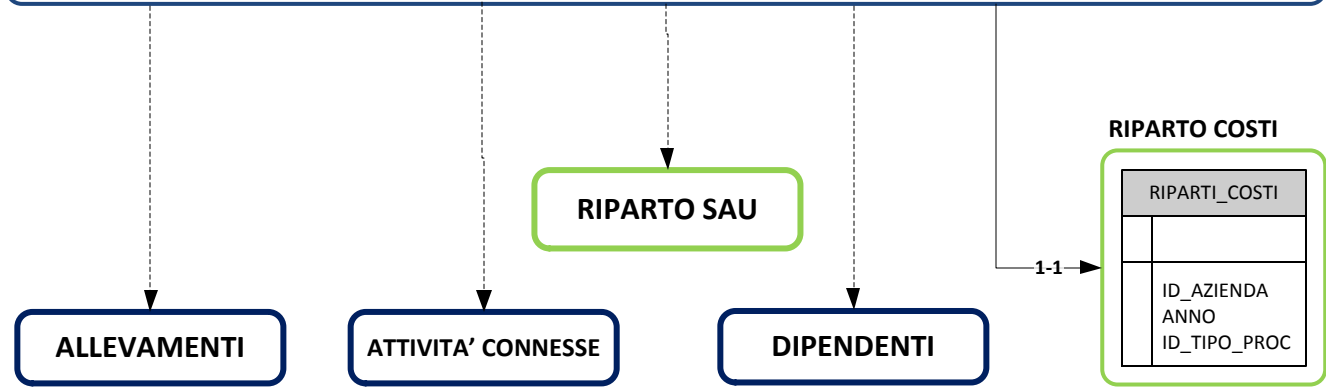 RIPARTO COSTI
RIPARTI_COSTI
RIPARTO SAU
1-1
ID_AZIENDA
ANNO
ID_TIPO_PROC
ALLEVAMENTI
ATTIVITA’ CONNESSE
DIPENDENTI